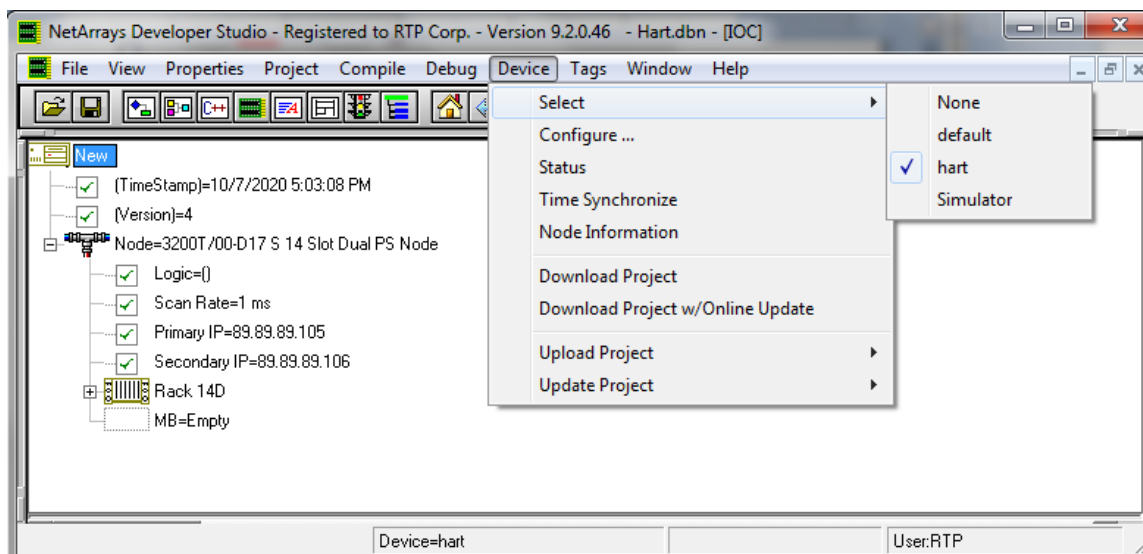 NetArrays Developer Studio - Registered to RTP Corp. - Version 9.2.0.46 - Hart.dbn - [IOC]
File View Properties Project Compile Debug Device Tags Window Help
C++
Select
None
Configure ...
default
Status
hart
Time Synchronize
Simulator
Node Information
Download Project
Download Project w/Online Update
Upload Project
Update Project
New
(TimeStamp)=10/7/2020 5:03:08 PM
(Version)=4
Node=3200T/00-D17 S 14 Slot Dual PS Node
Logic=()
Scan Rate=1 ms
Primary IP=89.89.89.105
Secondary IP=89.89.89.106
Rack 14D
MB=Empty
Device=hart
User:RTP